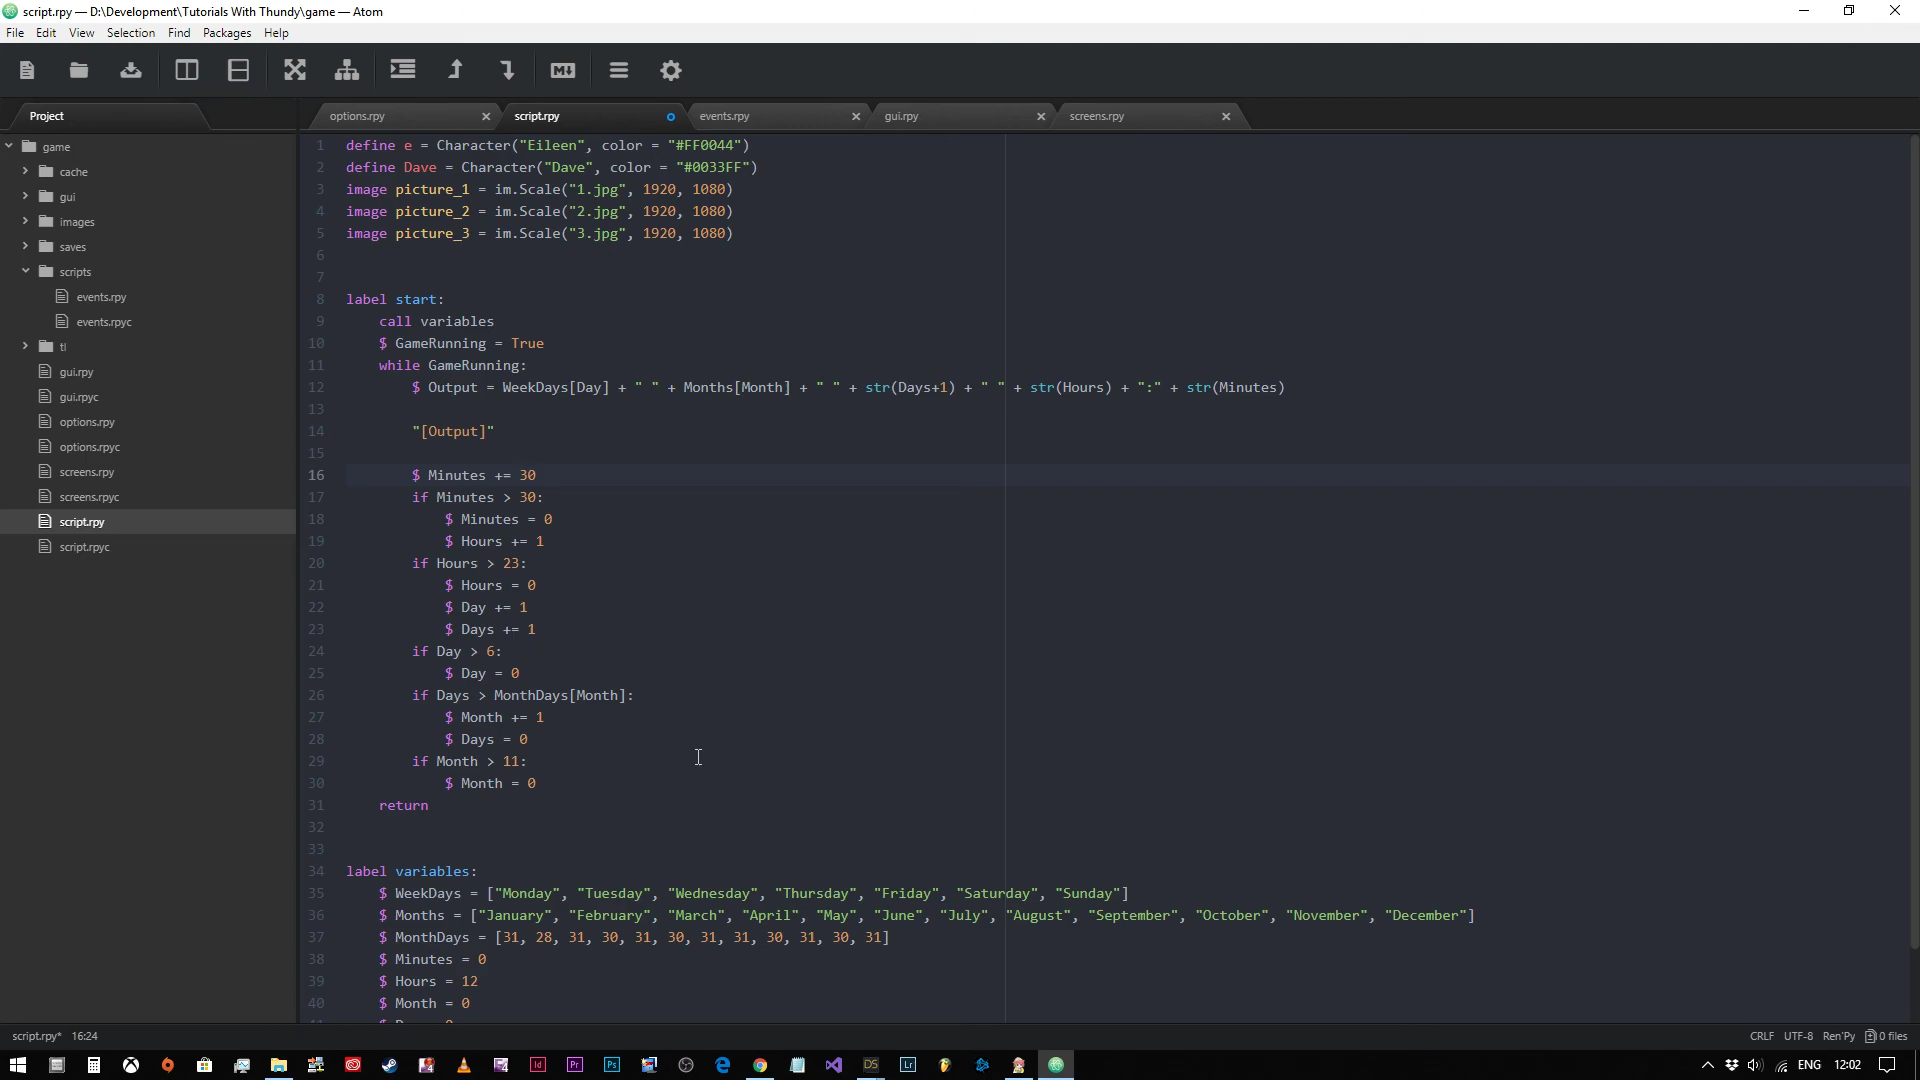 script.rpy — D:\Development\Tutorials With Thundy\game — Atom
File Edit View Selection Find Packages Help
Project
options.rpy script.rpy events.rpy gui.rpy screens.rpy
game
cache
gui
images
saves
scripts
events.rpy
events.rpyc
tl
gui.rpy
gui.rpyc
options.rpy
options.rpyc
screens.rpy
screens.rpyc
script.rpy
script.rpyc
1 define e = Character("Eileen", color = "#FF0044")
2 define Dave = Character("Dave", color = "#0033FF")
3 image picture_1 = im.Scale("1.jpg", 1920, 1080)
4 image picture_2 = im.Scale("2.jpg", 1920, 1080)
5 image picture_3 = im.Scale("3.jpg", 1920, 1080)
6
7
8 label start:
9 call variables
10 $ GameRunning = True
11 while GameRunning:
12 $ Output = WeekDays[Day] + " " + Months[Month] + " " + str(Days+1) + " " + str(Hours) + ":" + str(Minutes)
13
14 "[Output]"
15
16 $ Minutes += 30
17 if Minutes > 30:
18 $ Minutes = 0
19 $ Hours += 1
20 if Hours > 23:
21 $ Hours = 0
22 $ Day += 1
23 $ Days += 1
24 if Day > 6:
25 $ Day = 0
26 if Days > MonthDays[Month]:
27 $ Month += 1
28 $ Days = 0
29 if Month > 11:
30 $ Month = 0
31 return
32
33
34 label variables:
35 $ WeekDays = ["Monday", "Tuesday", "Wednesday", "Thursday", "Friday", "Saturday", "Sunday"]
36 $ Months = ["January", "February", "March", "April", "May", "June", "July", "August", "September", "October", "November", "December"]
37 $ MonthDays = [31, 28, 31, 30, 31, 30, 31, 31, 30, 31, 30, 31]
38 $ Minutes = 0
39 $ Hours = 12
40 $ Month = 0
script.rpy* 16:24 CRLF UTF-8 Ren'Py 0 files
Id Pr Ps DS Lr ENG 12:02